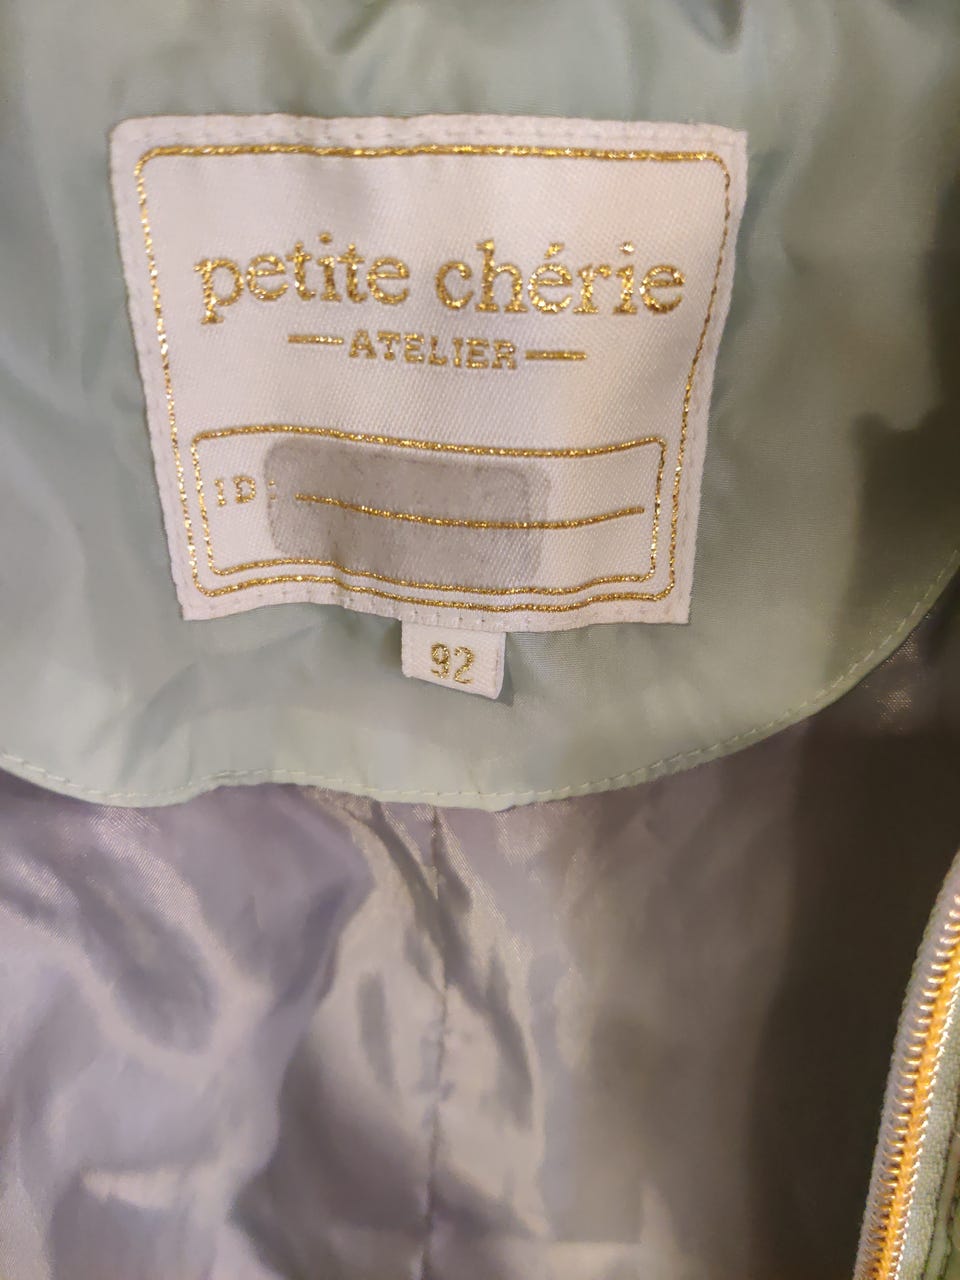 petite chérie
ATELIER
ID:
92